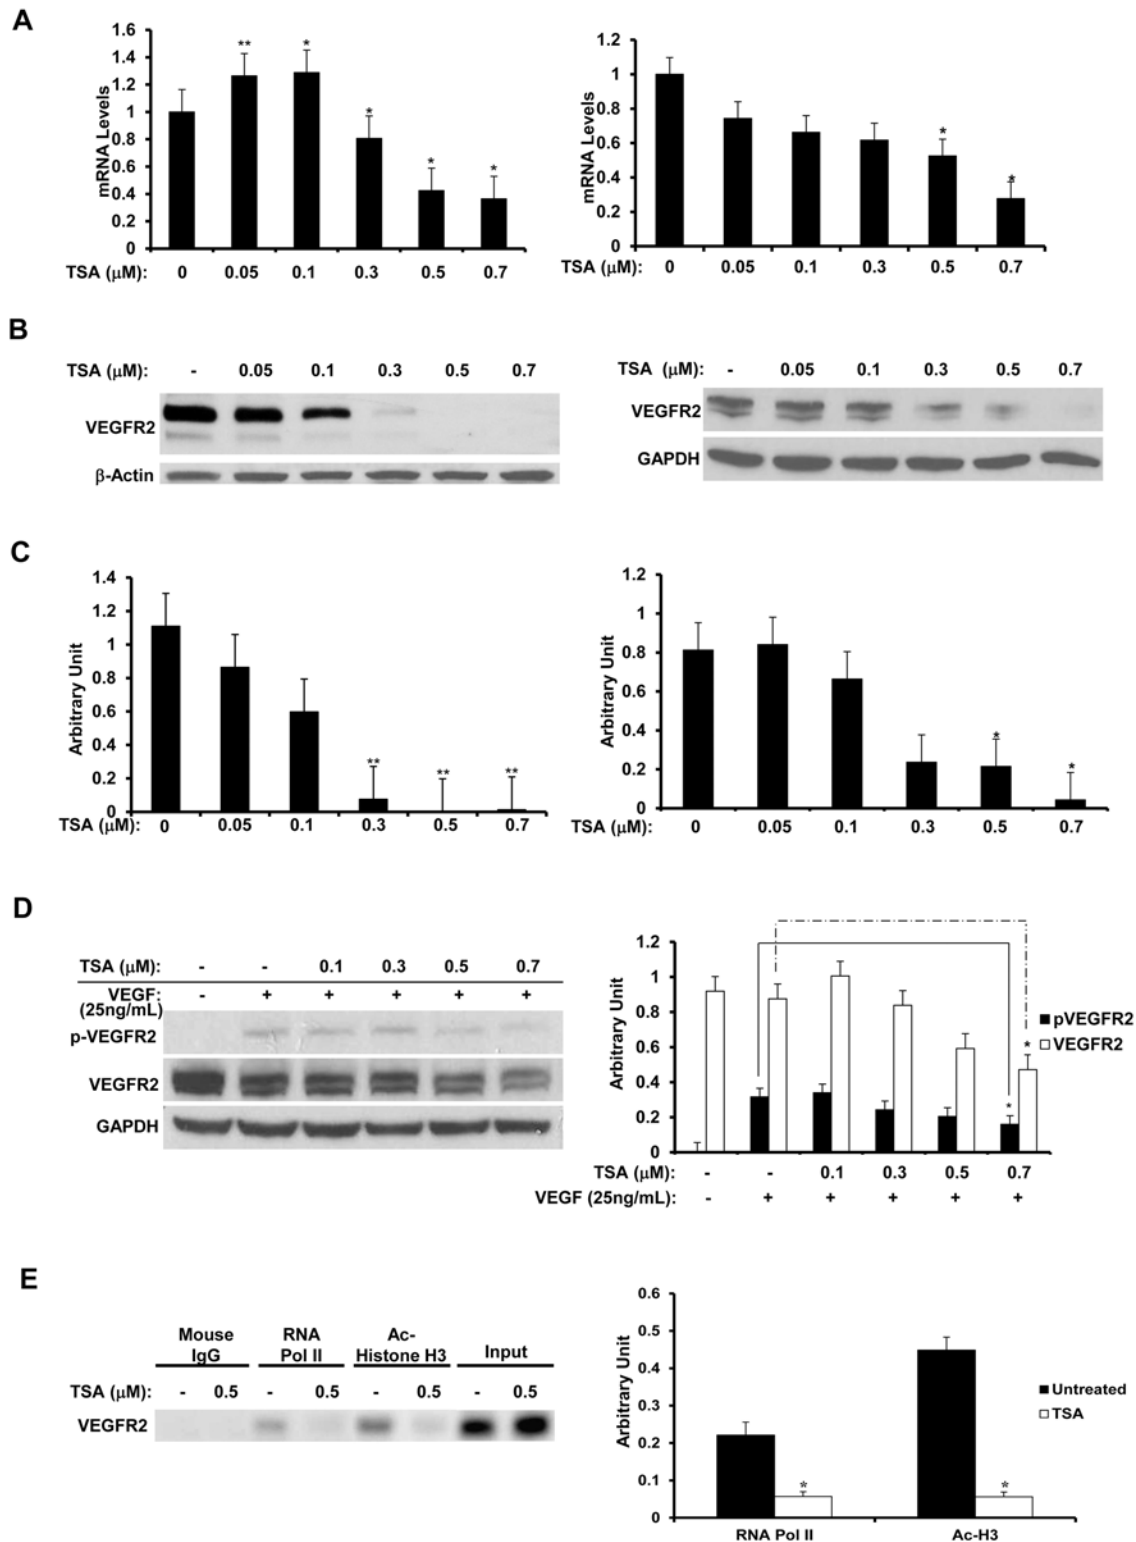 A
1.6
1.4
1.2
1
0.8
0.6
0.4
0.2
0
mRNA Levels
** * * * *
TSA (μM): 0 0.05 0.1 0.3 0.5 0.7
1.2
1
0.8
0.6
0.4
0.2
0
mRNA Levels
* *
TSA (μM): 0 0.05 0.1 0.3 0.5 0.7
B
TSA (μM): - 0.05 0.1 0.3 0.5 0.7
VEGFR2
β-Actin
TSA (μM): - 0.05 0.1 0.3 0.5 0.7
VEGFR2
GAPDH
C
1.4
1.2
1
0.8
0.6
0.4
0.2
0
Arbitrary Unit
** ** **
TSA (μM): 0 0.05 0.1 0.3 0.5 0.7
1.2
1
0.8
0.6
0.4
0.2
0
Arbitrary Unit
* *
TSA (μM): 0 0.05 0.1 0.3 0.5 0.7
D
TSA (μM): - - 0.1 0.3 0.5 0.7
VEGF: - + + + + +
(25ng/mL)
p-VEGFR2
VEGFR2
GAPDH
1.2
1
0.8
0.6
0.4
0.2
0
Arbitrary Unit
* *
pVEGFR2
VEGFR2
TSA (μM): - - 0.1 0.3 0.5 0.7
VEGF (25ng/mL): - + + + + +
E
Mouse IgG
RNA Pol II
Ac-Histone H3
Input
TSA (μM): - 0.5 - 0.5 - 0.5 - 0.5
VEGFR2
0.6
0.5
0.4
0.3
0.2
0.1
0
Arbitrary Unit
* *
Untreated
TSA
RNA Pol II Ac-H3